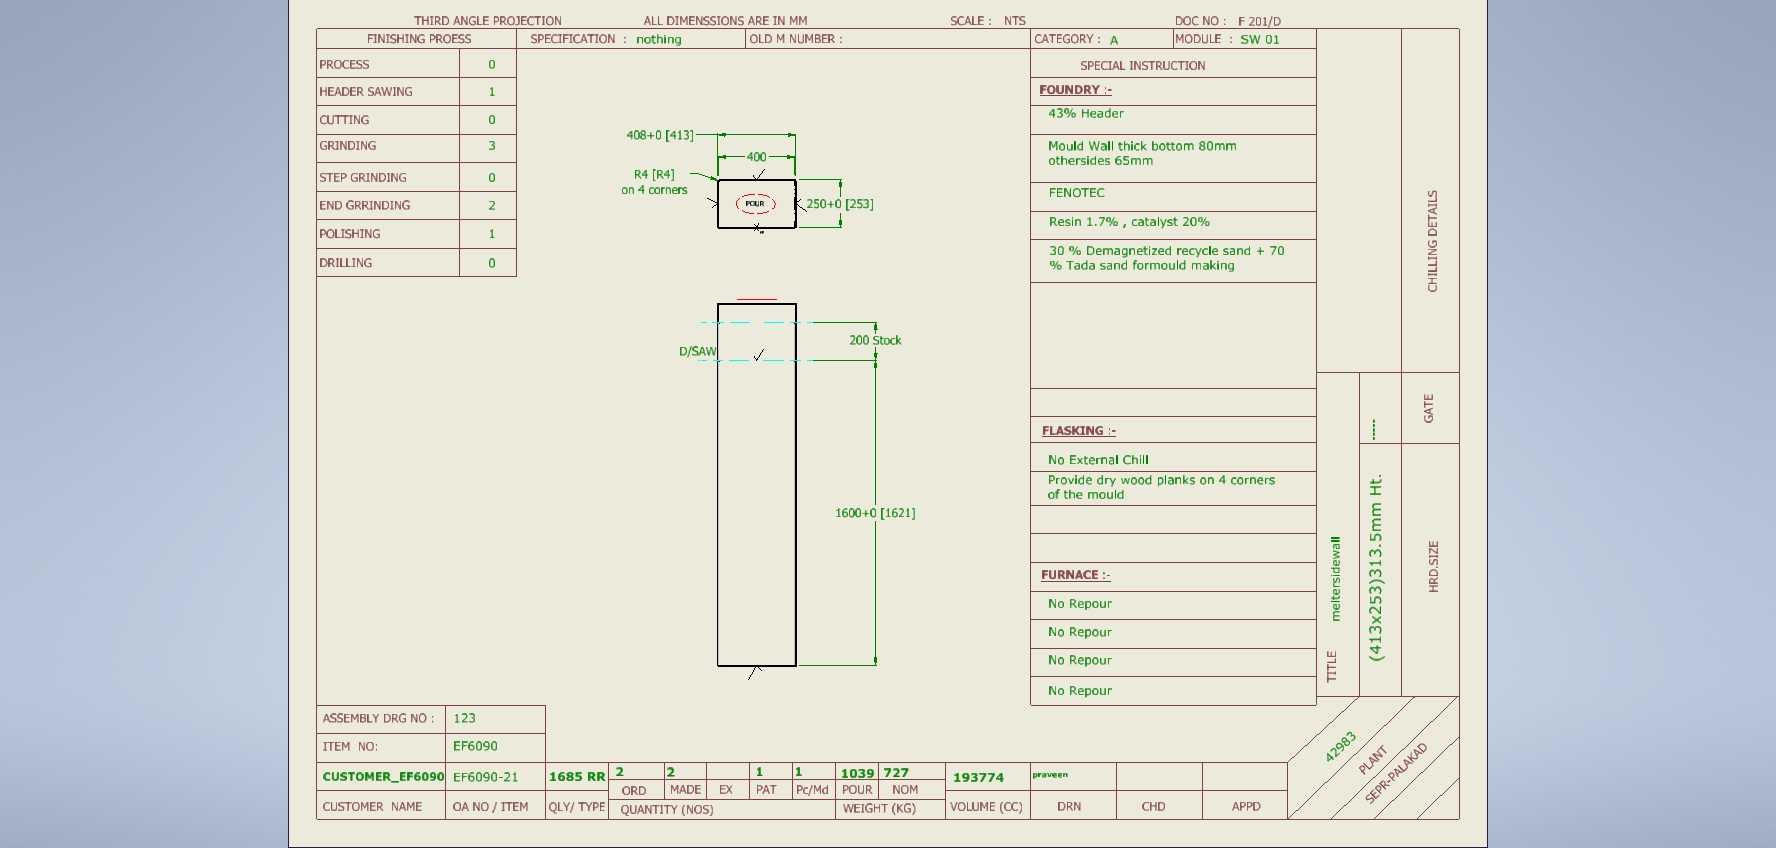 THIRD ANGLE PROJECTION ALL DIMENSSIONS ARE IN MM SCALE : NTS DOC NO : F 201/D
FINISHING PROESS SPECIFICATION : nothing OLD M NUMBER : CATEGORY : A MODULE : SW 01
PROCESS 0
HEADER SAWING 1
CUTTING 0
GRINDING 3
STEP GRINDING 0
END GRRINDING 2
POLISHING 1
DRILLING 0
408+0 [413]
400
R4 [R4]
on 4 corners
POUR
250+0 [253]
D/SAW
200 Stock
1600+0 [1621]
SPECIAL INSTRUCTION
FOUNDRY :-
43% Header
Mould Wall thick bottom 80mm
othersides 65mm
FENOTEC
Resin 1.7% , catalyst 20%
30 % Demagnetized recycle sand + 70
% Tada sand formould making
FLASKING :-
No External Chill
Provide dry wood planks on 4 corners
of the mould
FURNACE :-
No Repour
No Repour
No Repour
No Repour
CHILLING DETAILS
GATE
-----
HRD.SIZE
(413x253)313.5mm Ht.
TITLE meltersidewall
42983
PLANT
SEPR-PALAKAD
ASSEMBLY DRG NO : 123
ITEM NO: EF6090
CUSTOMER_EF6090 EF6090-21 1685 RR 2 2 1 1 1039 727 193774 praveen
ORD MADE EX PAT Pc/Md POUR NOM
CUSTOMER NAME OA NO / ITEM QLY/ TYPE QUANTITY (NOS) WEIGHT (KG) VOLUME (CC) DRN CHD APPD